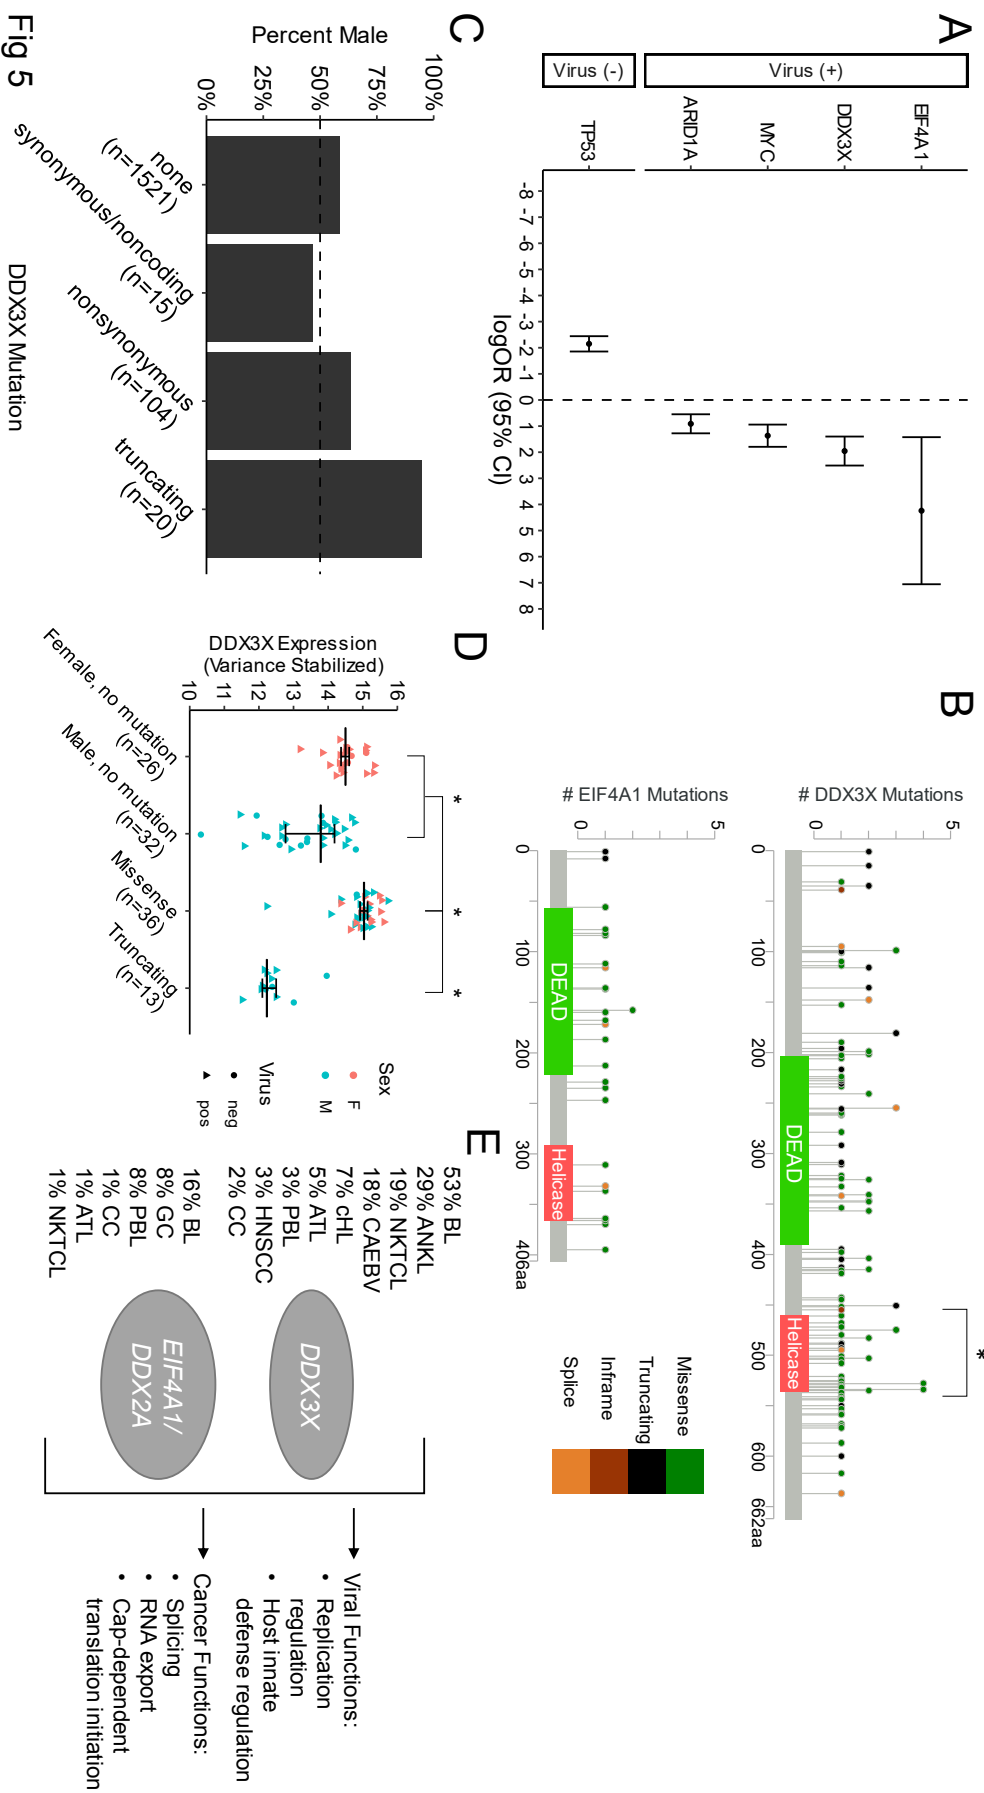 A
Virus (+)
Virus (-)
EIF4A1
DDX3X
MYC
ARID1A
TP53
-8 -7 -6 -5 -4 -3 -2 -1 0 1 2 3 4 5 6 7 8
logOR (95% CI)
B
# DDX3X Mutations
0 5
DEAD
Helicase
*
0 100 200 300 400 500 600 662aa
# EIF4A1 Mutations
0 5
DEAD
Helicase
0 100 200 300 406aa
Missense
Truncating
Inframe
Splice
C
Percent Male
100%
75%
50%
25%
0%
none
(n=1521)
synonymous/noncoding
(n=15)
nonsynonymous
(n=104)
truncating
(n=20)
DDX3X Mutation
D
DDX3X Expression
(Variance Stabilized)
16
15
14
13
12
11
10
*
*
*
Female, no mutation
(n=26)
Male, no mutation
(n=32)
Missense
(n=36)
Truncating
(n=13)
Sex
F
M
Virus
neg
pos
E
53% BL
29% ANKL
19% NKTCL
18% CAEBV
7% cHL
5% ATL
3% PBL
3% HNSCC
2% CC
16% BL
8% GC
8% PBL
1% CC
1% ATL
1% NKTCL
DDX3X
EIF4A1/
DDX2A
Viral Functions:
• Replication
regulation
• Host innate
defense regulation
Cancer Functions:
• Splicing
• RNA export
• Cap-dependent
translation initiation
Fig 5